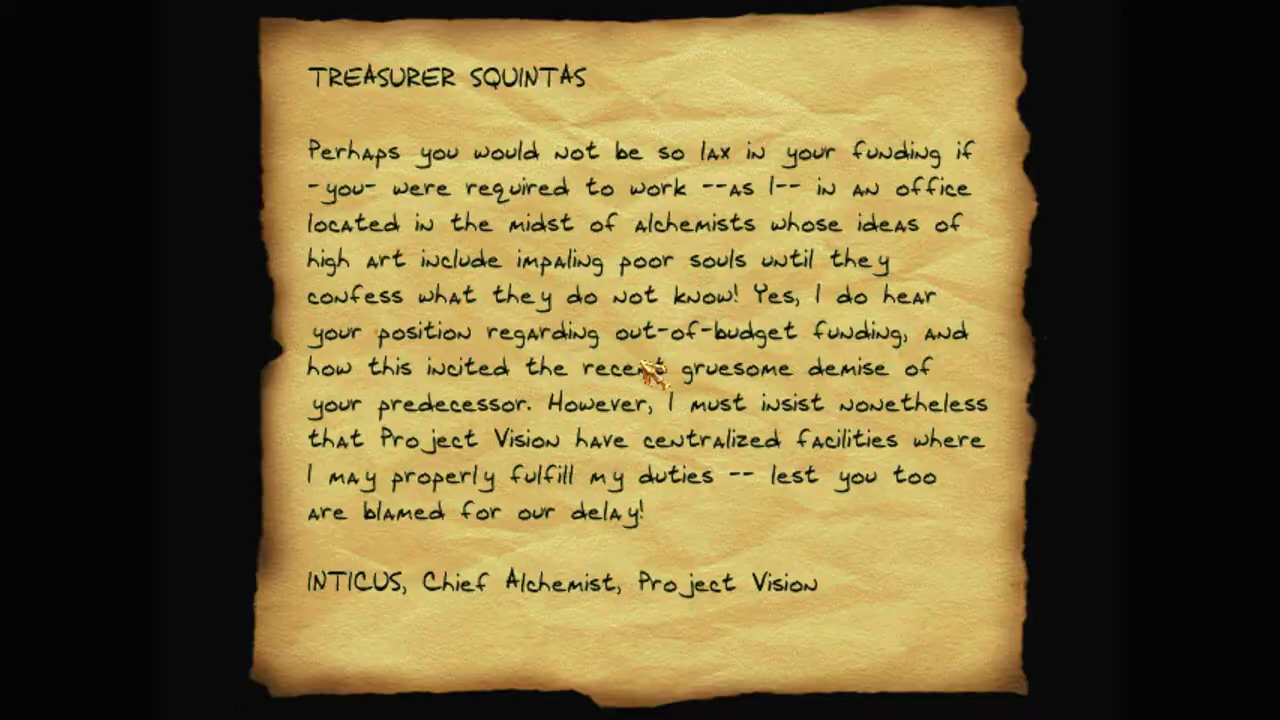 TREASURER SQUINTAS
Perhaps you would not be so lax in your funding if
-you- were required to work --as I-- in an office
located in the midst of alchemists whose ideas of
high art include impaling poor souls until they
confess what they do not know! Yes, I do hear
your position regarding out-of-budget funding, and
how this incited the recent gruesome demise of
your predecessor. However, I must insist nonetheless
that Project Vision have centralized facilities where
I may properly fulfill my duties -- lest you too
are blamed for our delay!
INTICUS, Chief Alchemist, Project Vision